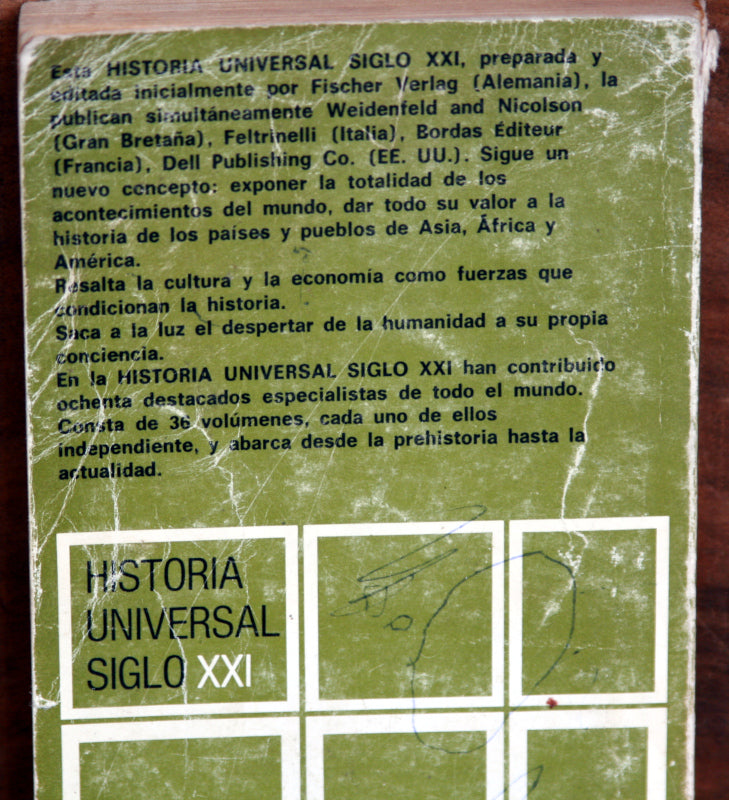 Esta HISTORIA UNIVERSAL SIGLO XXI, preparada y
editada inicialmente por Fischer Verlag (Alemania), la
publican simultáneamente Weidenfeld and Nicolson
(Gran Bretaña), Feltrinelli (Italia), Bordas Éditeur
(Francia), Dell Publishing Co. (EE. UU.). Sigue un
nuevo concepto: exponer la totalidad de los
acontecimientos del mundo, dar todo su valor a la
historia de los países y pueblos de Asia, África y
América.
Resalta la cultura y la economía como fuerzas que
condicionan la historia.
Saca a la luz el despertar de la humanidad a su propia
conciencia.
En la HISTORIA UNIVERSAL SIGLO XXI han contribuido
ochenta destacados especialistas de todo el mundo.
Consta de 36 volúmenes, cada uno de ellos
independiente, y abarca desde la prehistoria hasta la
actualidad.
HISTORIA
UNIVERSAL
SIGLO XXI